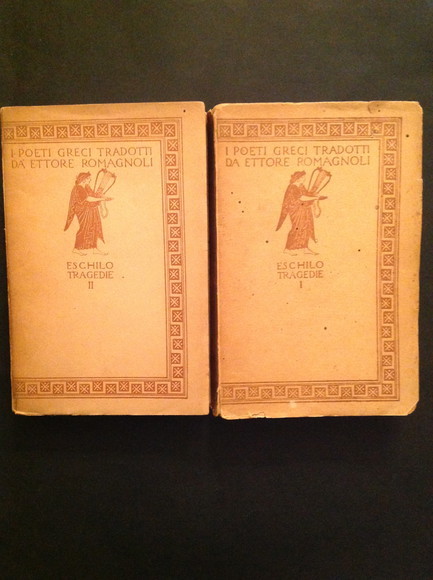 I POETI GRECI TRADOTTI
DA ETTORE ROMAGNOLI
ESCHILO
TRAGEDIE
II
I POETI GRECI TRADOTTI
DA ETTORE ROMAGNOLI
ESCHILO
TRAGEDIE
I